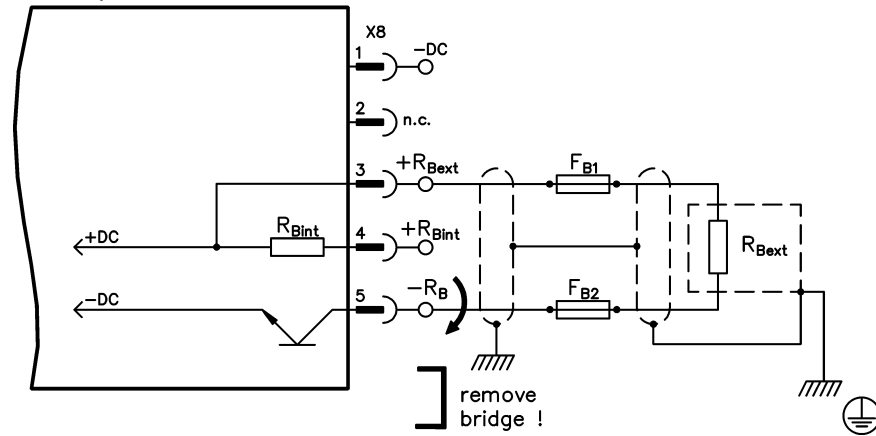 X8
1
-DC
2
n.c.
3
+RBext
FB1
RBint
4
+RBint
+DC
RBext
5
-RB
FB2
-DC
remove
bridge !